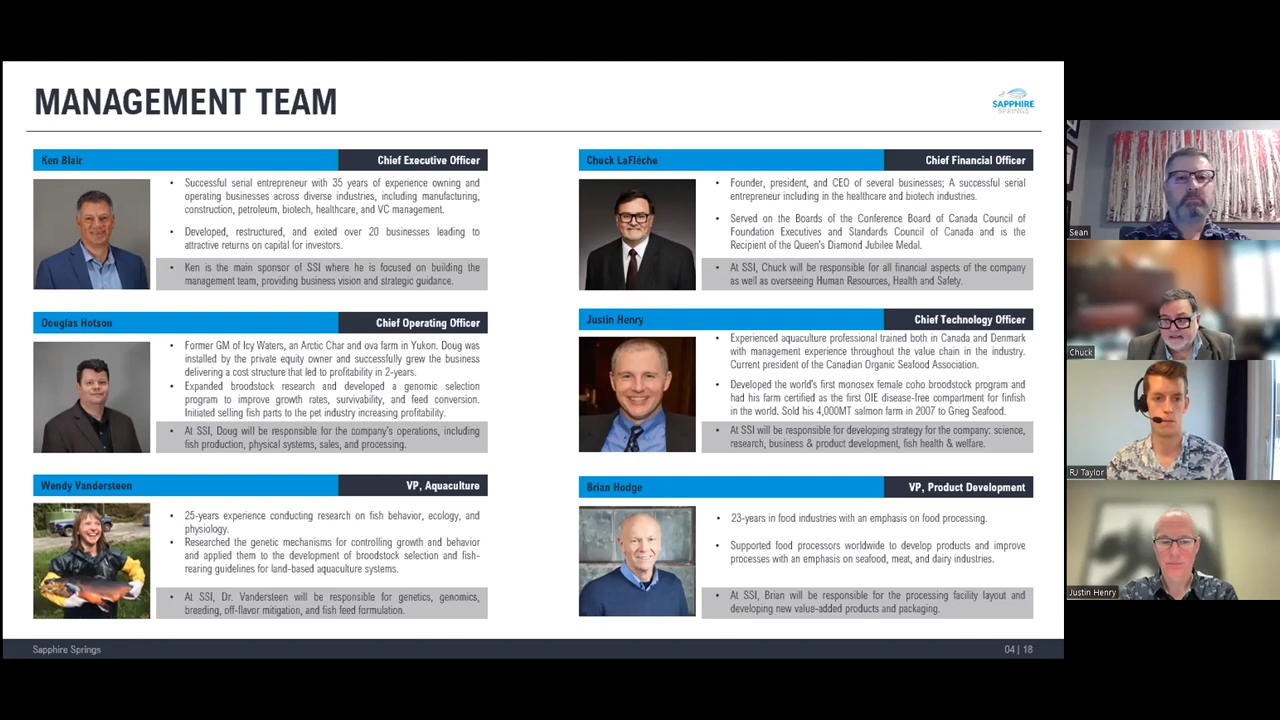 MANAGEMENT TEAM
SAPPHIRE
SPRINGS
Ken Blair
Chief Executive Officer
• Successful serial entrepreneur with 35 years of experience owning and
operating businesses across diverse industries, including manufacturing,
construction, petroleum, biotech, healthcare, and VC management.
• Developed, restructured, and exited over 20 businesses leading to
attractive returns on capital for investors.
• Ken is the main sponsor of SSI where he is focused on building the
management team, providing business vision and strategic guidance.
Chuck LaFlèche
Chief Financial Officer
• Founder, president, and CEO of several businesses; A successful serial
entrepreneur including in the healthcare and biotech industries.
• Served on the Boards of the Conference Board of Canada Council of
Foundation Executives and Standards Council of Canada and is the
Recipient of the Queen's Diamond Jubilee Medal.
• At SSI, Chuck will be responsible for all financial aspects of the company
as well as overseeing Human Resources, Health and Safety.
Douglas Hotson
Chief Operating Officer
• Former GM of Icy Waters, an Arctic Char and ova farm in Yukon. Doug was
installed by the private equity owner and successfully grew the business
delivering a cost structure that led to profitability in 2-years.
• Expanded broodstock research and developed a genomic selection
program to improve growth rates, survivability, and feed conversion.
Initiated selling fish parts to the pet industry increasing profitability.
• At SSI, Doug will be responsible for the company's operations, including
fish production, physical systems, sales, and processing.
Justin Henry
Chief Technology Officer
• Experienced aquaculture professional trained both in Canada and Denmark
with management experience throughout the value chain in the industry.
Current president of the Canadian Organic Seafood Association.
• Developed the world's first monosex female coho broodstock program and
had his farm certified as the first OIE disease-free compartment for finfish
in the world. Sold his 4,000MT salmon farm in 2007 to Grieg Seafood.
• At SSI will be responsible for developing strategy for the company: science,
research, business & product development, fish health & welfare.
Wendy Vandersteen
VP, Aquaculture
• 25-years experience conducting research on fish behavior, ecology, and
physiology.
• Researched the genetic mechanisms for controlling growth and behavior
and applied them to the development of broodstock selection and fish-
rearing guidelines for land-based aquaculture systems.
• At SSI, Dr. Vandersteen will be responsible for genetics, genomics,
breeding, off-flavor mitigation, and fish feed formulation.
Brian Hodge
VP, Product Development
• 23-years in food industries with an emphasis on food processing.
• Supported food processors worldwide to develop products and improve
processes with an emphasis on seafood, meat, and dairy industries.
• At SSI, Brian will be responsible for the processing facility layout and
developing new value-added products and packaging.
Sapphire Springs
04 | 18
Sean
Chuck
RJ Taylor
Justin Henry